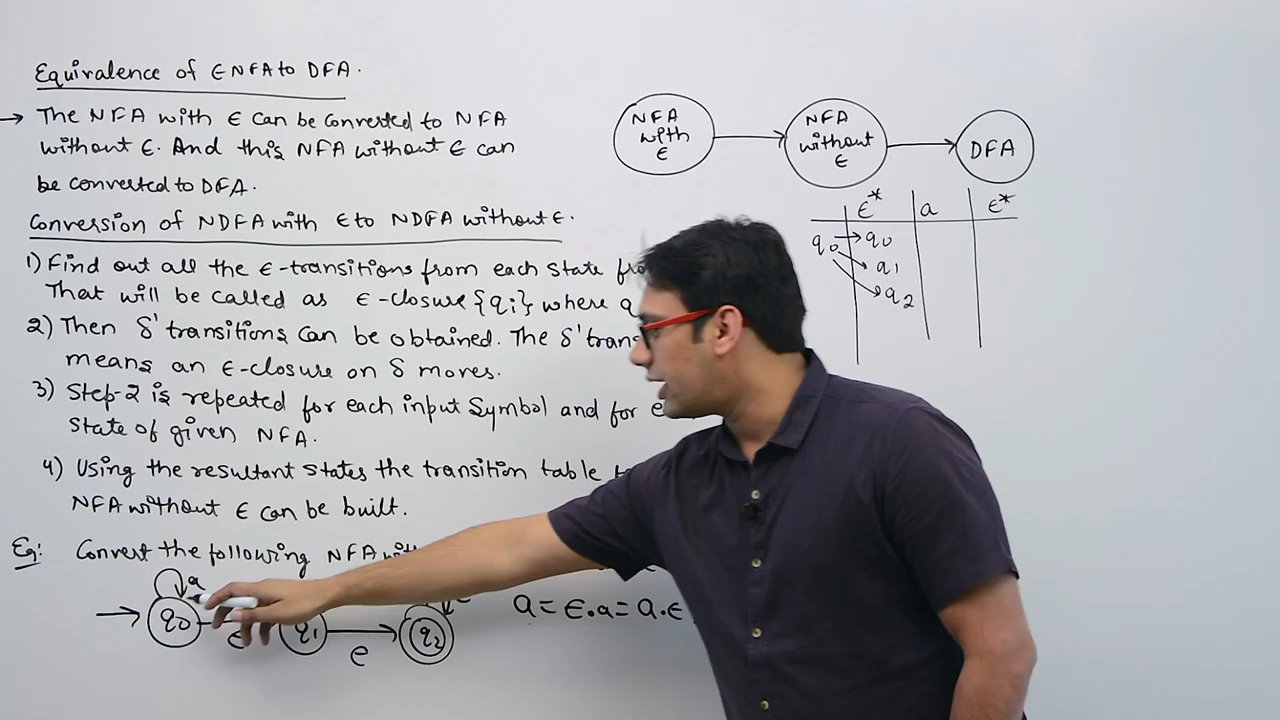 Equivalence of ENFA to DFA.
→ The NFA with ϵ can be converted to NFA
without ϵ. And this NFA without ϵ can
be converted to DFA.
Conversion of NDFA with ϵ to NDFA without ϵ.
1) Find out all the ϵ-transitions from each state
That will be called as ϵ-closure {qi} where q
2) Then δ' transitions can be obtained. The δ'
means an ϵ-closure on δ moves.
3) Step-2 is repeated for each input Symbol and for
State of given NFA.
4) Using the resultant states the transition table
NFA without ϵ can be built.
Eg: Convert the following NFA
a
q0 ϵ q1 ϵ q2
a = ϵ.a = a.ϵ
NFA with ϵ
NFA without ϵ
DFA
ϵ* a ϵ*
q0 → q0
q1
q2